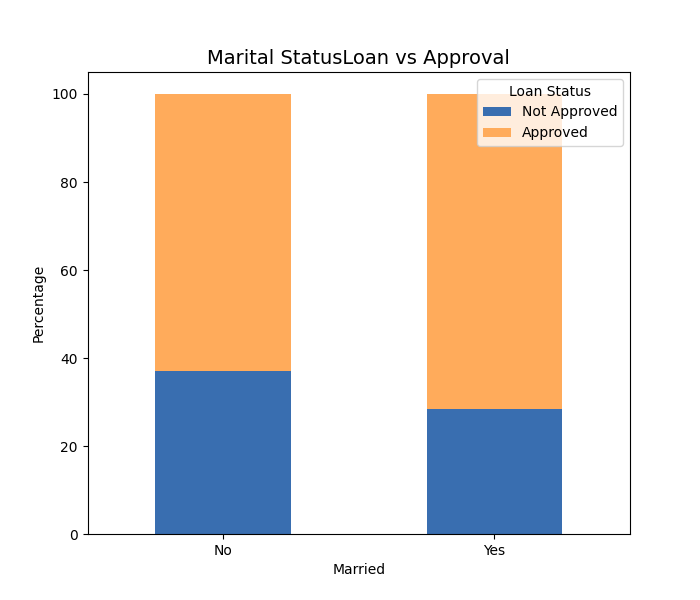 Marital StatusLoan vs Approval
Loan Status
Not Approved
Approved
100
80
60
40
20
0
Percentage
No
Yes
Married